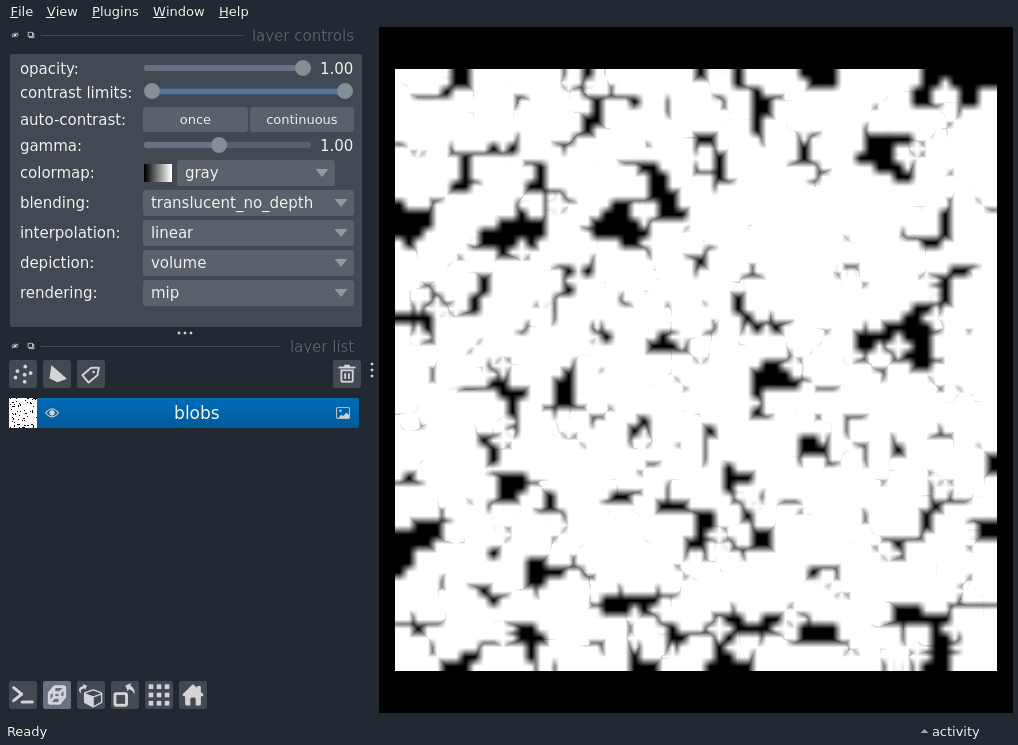 File View Plugins Window Help
layer controls
opacity: 1.00
contrast limits:
auto-contrast: once continuous
gamma: 1.00
colormap: gray
blending: translucent_no_depth
interpolation: linear
depiction: volume
rendering: mip
layer list
blobs
Ready activity